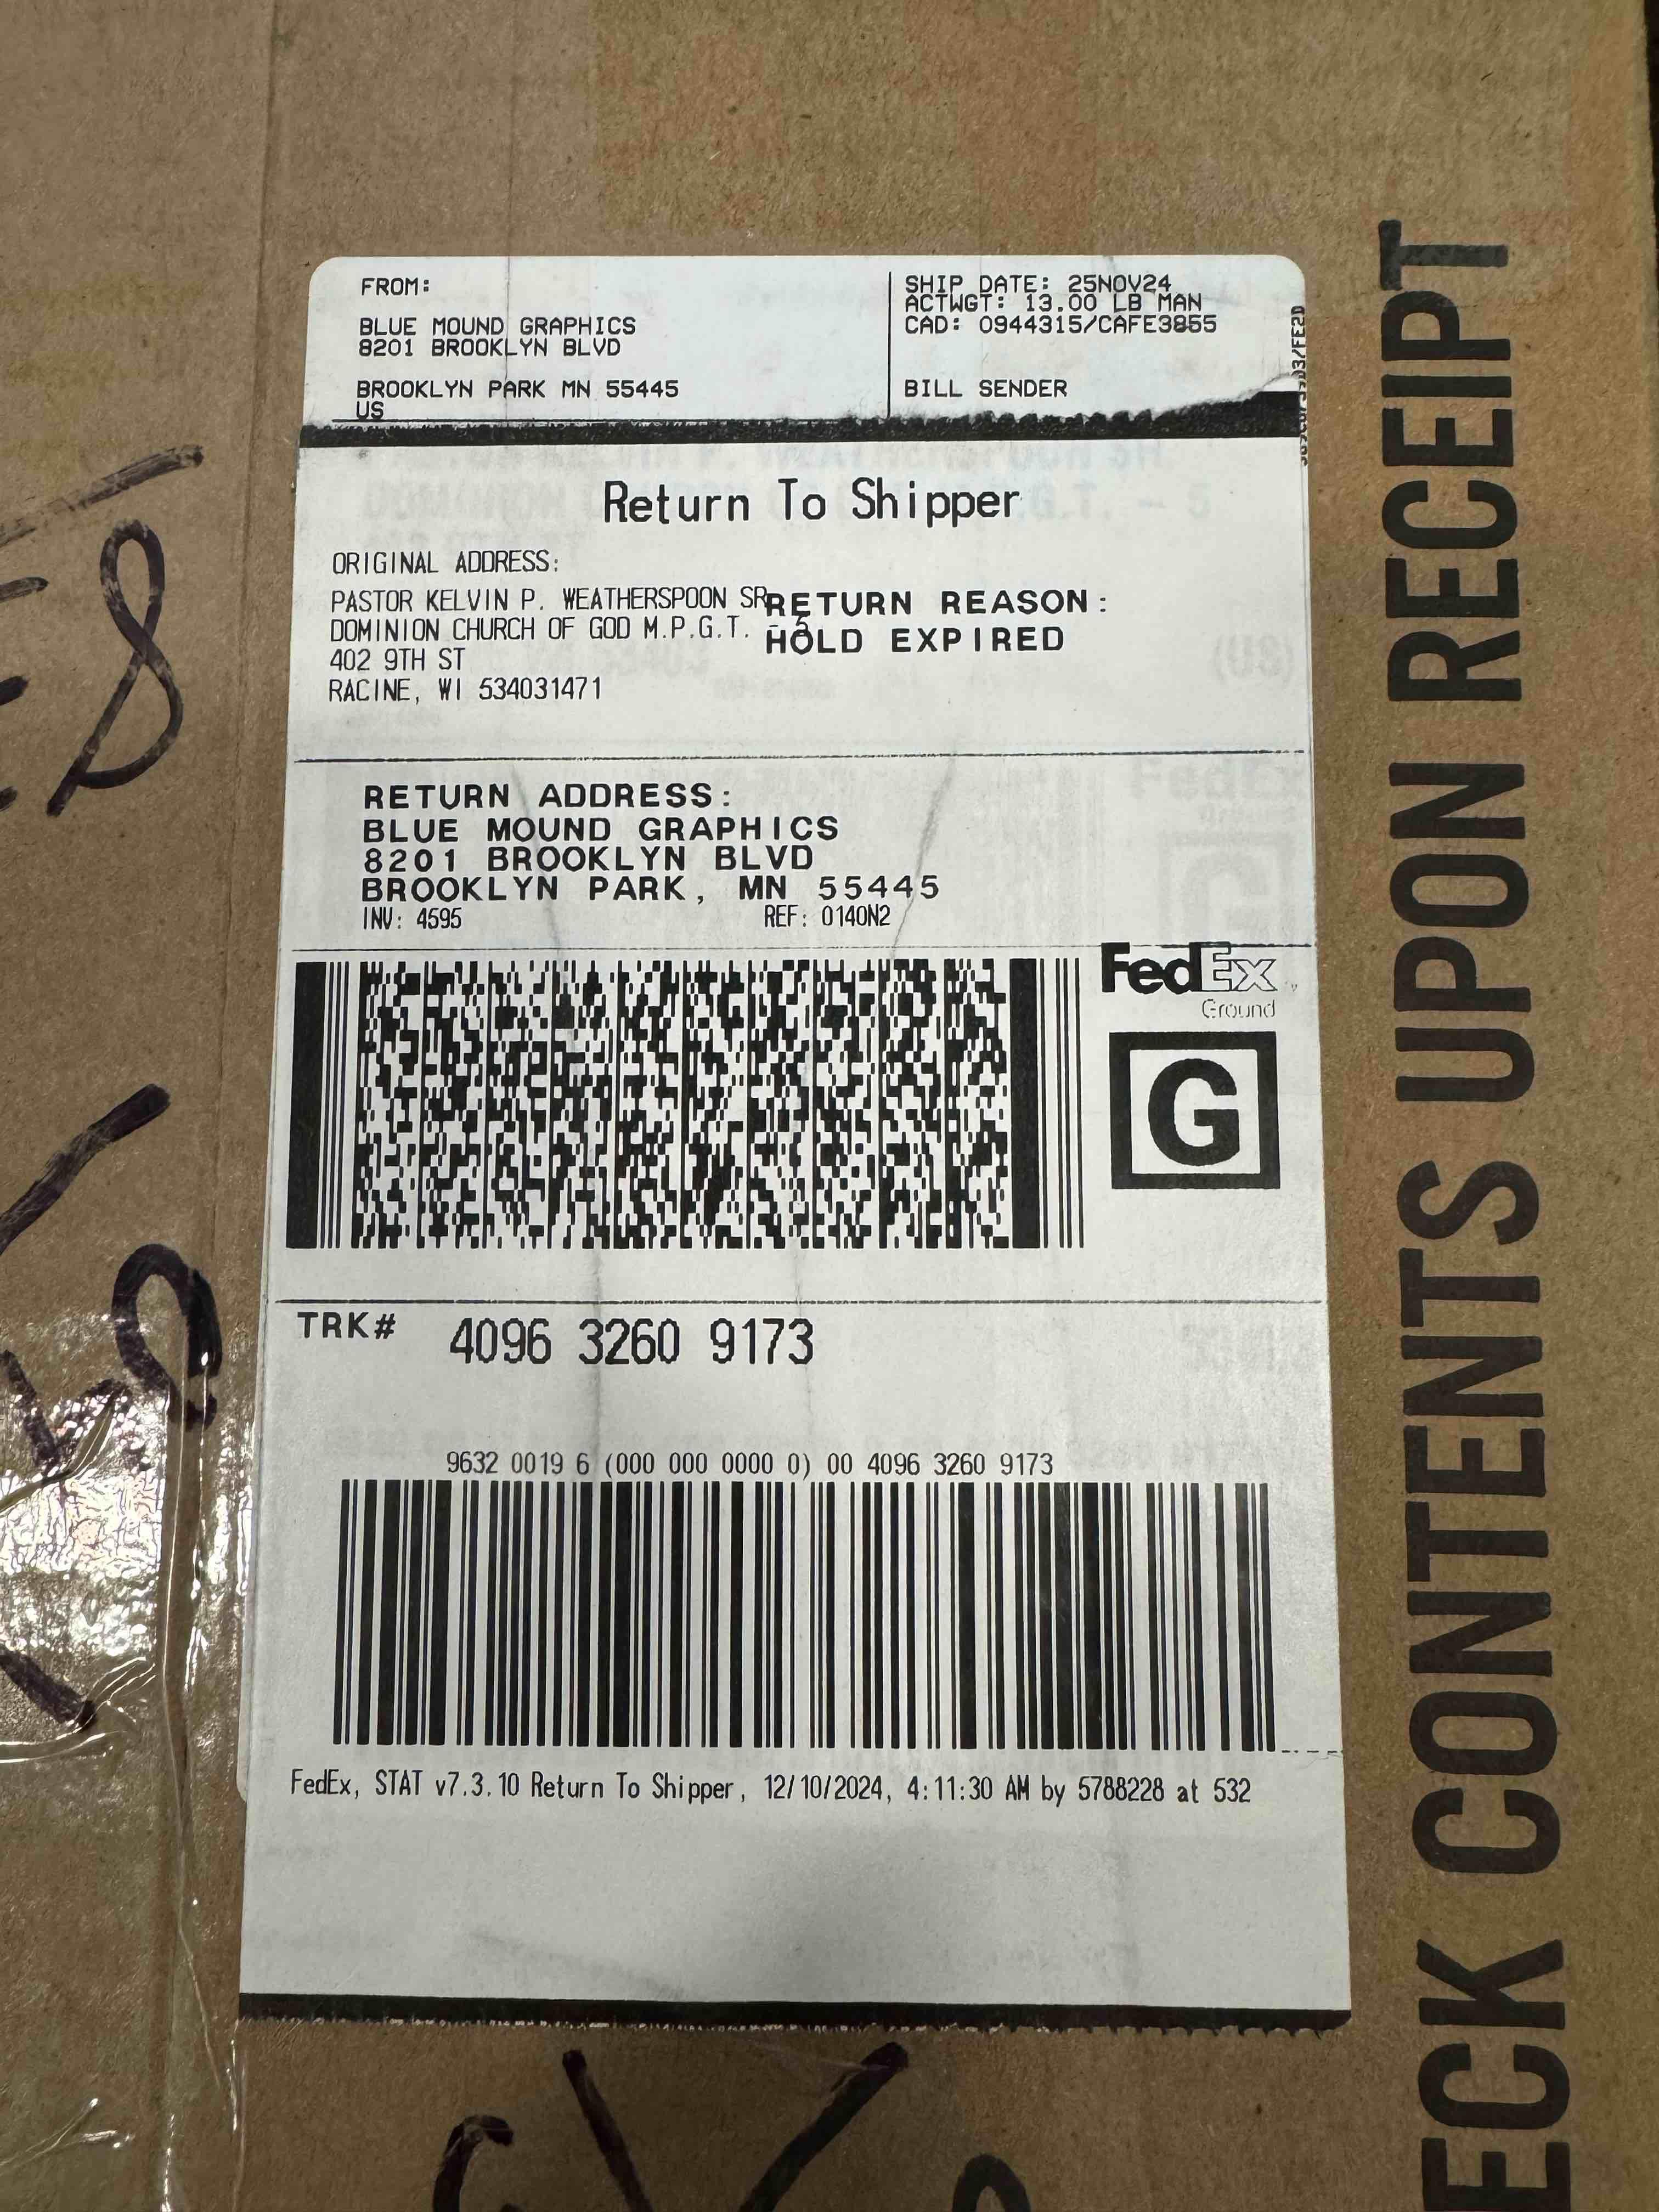 FROM:
BLUE MOUND GRAPHICS
8201 BROOKLYN BLVD
BROOKLYN PARK MN 55445
US
SHIP DATE: 25NOV24
ACTWGT: 13.00 LB MAN
CAD: 0944315/CAFE3855
BILL SENDER
Return To Shipper
ORIGINAL ADDRESS:
PASTOR KELVIN P. WEATHERSPOON SR
DOMINION CHURCH OF GOD M.P.G.T. - 5
402 9TH ST
RACINE, WI 534031471
RETURN REASON:
HOLD EXPIRED
RETURN ADDRESS:
BLUE MOUND GRAPHICS
8201 BROOKLYN BLVD
BROOKLYN PARK, MN 55445
INV: 4595 REF: 0140N2
FedEx
Ground
G
TRK# 4096 3260 9173
9632 0019 6 (000 000 0000 0) 00 4096 3260 9173
FedEx, STAT v7.3.10 Return To Shipper, 12/10/2024, 4:11:30 AM by 5788228 at 532
ECK CONTENTS UPON RECEIPT